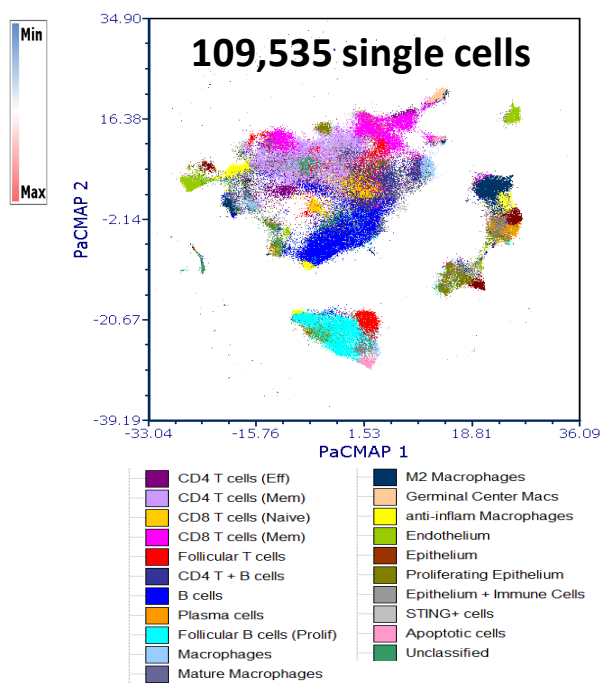 Min
Max
109,535 single cells
34.90
16.38
-2.14
-20.67
-39.19
PaCMAP 2
-33.04 -15.76 1.53 18.81 36.09
PaCMAP 1
CD4 T cells (Eff)
CD4 T cells (Mem)
CD8 T cells (Naive)
CD8 T cells (Mem)
Follicular T cells
CD4 T + B cells
B cells
Plasma cells
Follicular B cells (Prolif)
Macrophages
Mature Macrophages
M2 Macrophages
Germinal Center Macs
anti-inflam Macrophages
Endothelium
Epithelium
Proliferating Epithelium
Epithelium + Immune Cells
STING+ cells
Apoptotic cells
Unclassified